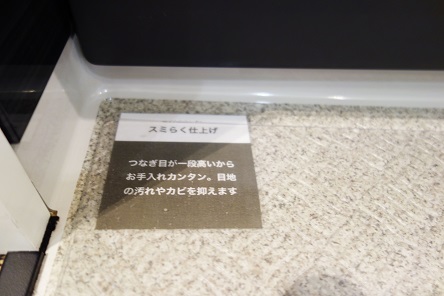 スミらく仕上げ
つなぎ目が一段高いから
お手入れカンタン。目地
の汚れやカビを抑えます